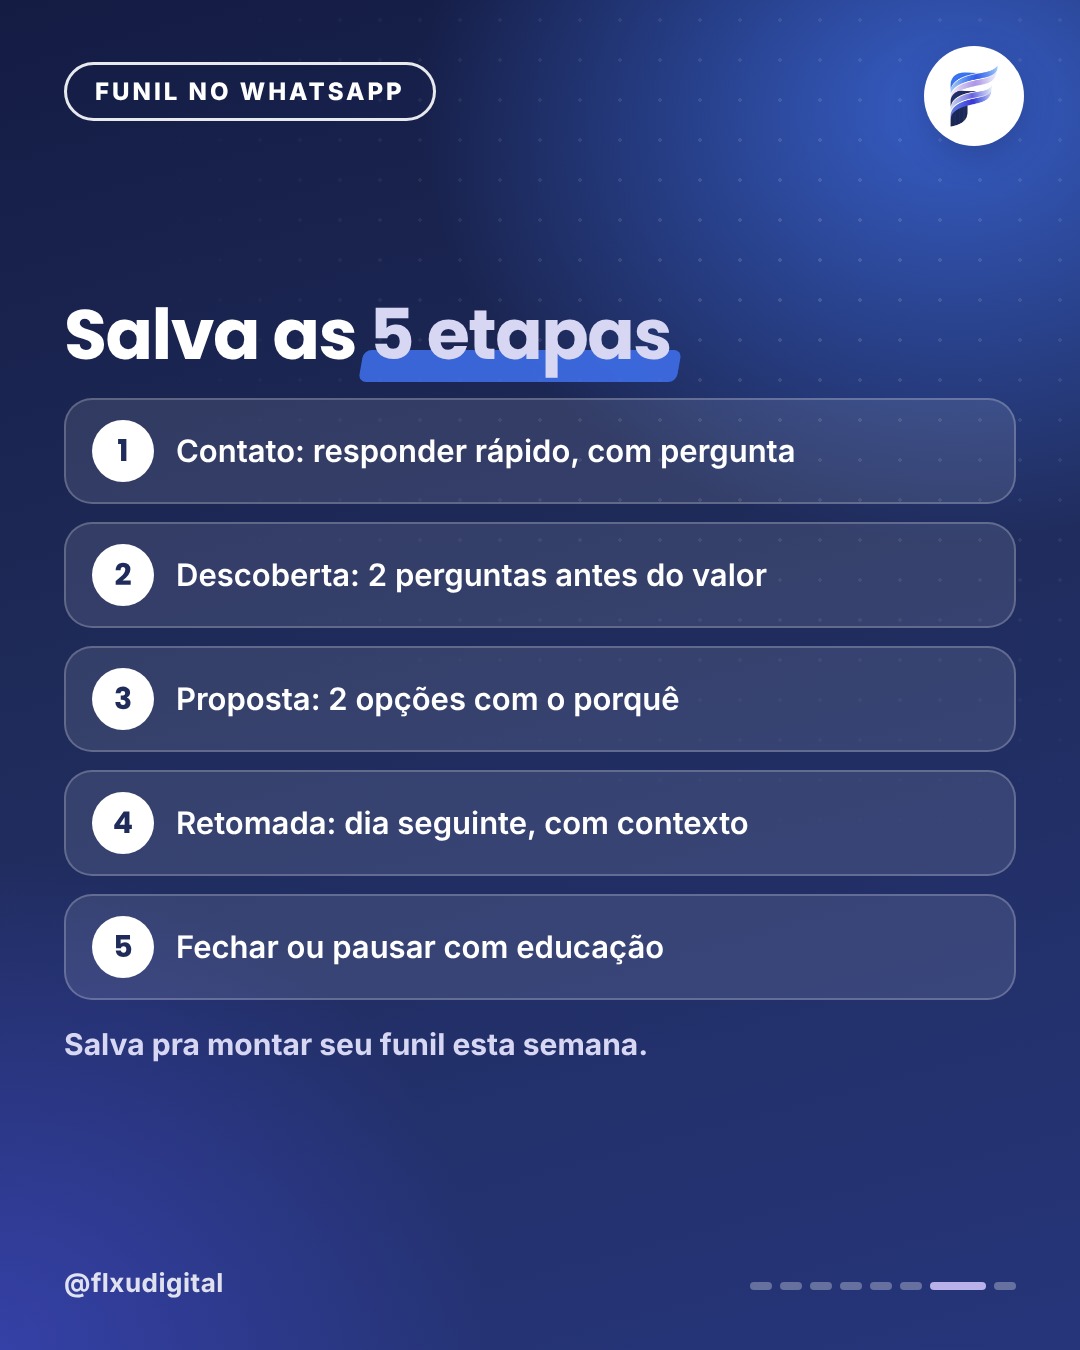 FUNIL NO WHATSAPP
Salva as 5 etapas
1 Contato: responder rápido, com pergunta
2 Descoberta: 2 perguntas antes do valor
3 Proposta: 2 opções com o porquê
4 Retomada: dia seguinte, com contexto
5 Fechar ou pausar com educação
Salva pra montar seu funil esta semana.
@flxudigital